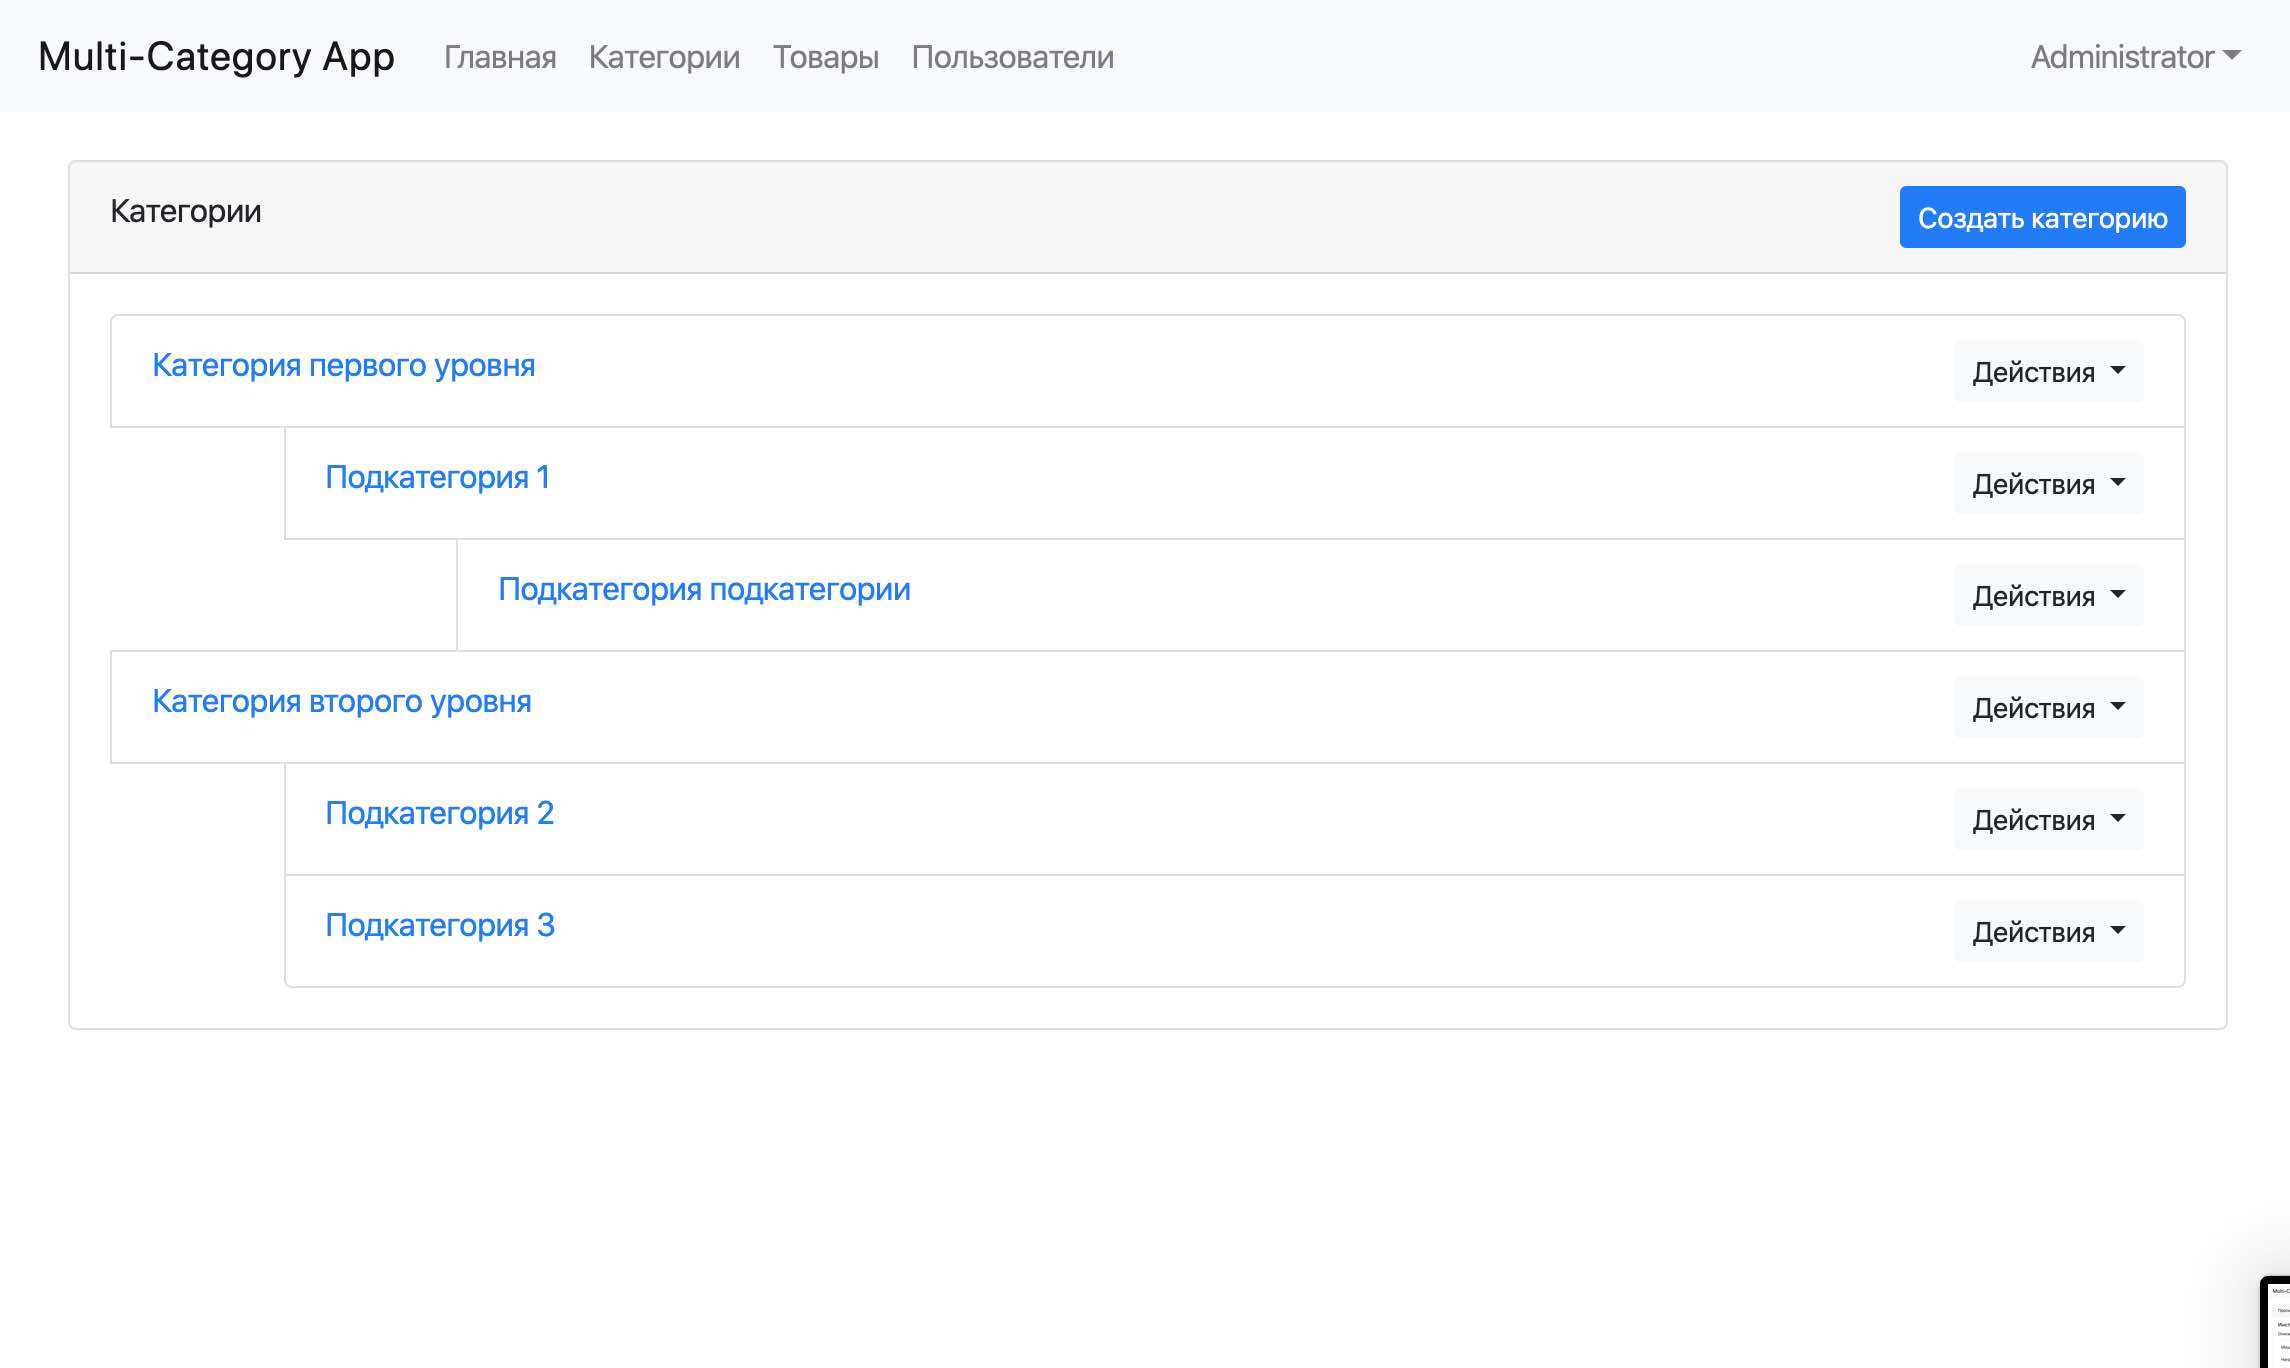 Multi-Category App Главная Категории Товары Пользователи Administrator
Категории Создать категорию
Категория первого уровня Действия
Подкатегория 1 Действия
Подкатегория подкатегории Действия
Категория второго уровня Действия
Подкатегория 2 Действия
Подкатегория 3 Действия